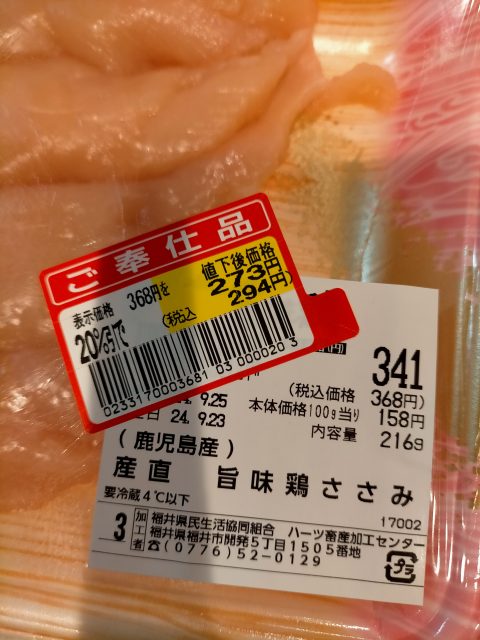 ご奉仕品
表示価格 368円を
20%引で
値下後価格
273円
(税込 294円)
0233170003681 03 000020 3
341
(税込価格 368円)
本体価格100g当り 158円
内容量 216g
24.9.25
24.9.23
(鹿児島産)
産直 旨味鶏ささみ
要冷蔵4℃以下
17002
3
加工者
福井県民生活協同組合 ハーツ畜産加工センター
福井県福井市開発5丁目1505番地
☎(0776)52-0129
プラ